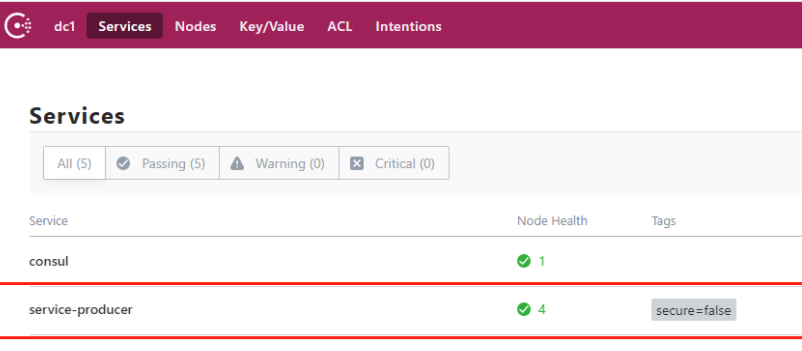 dc1 Services Nodes Key/Value ACL Intentions
Services
All (5) Passing (5) Warning (0) Critical (0)
Service Node Health Tags
consul 1
service-producer 4 secure=false